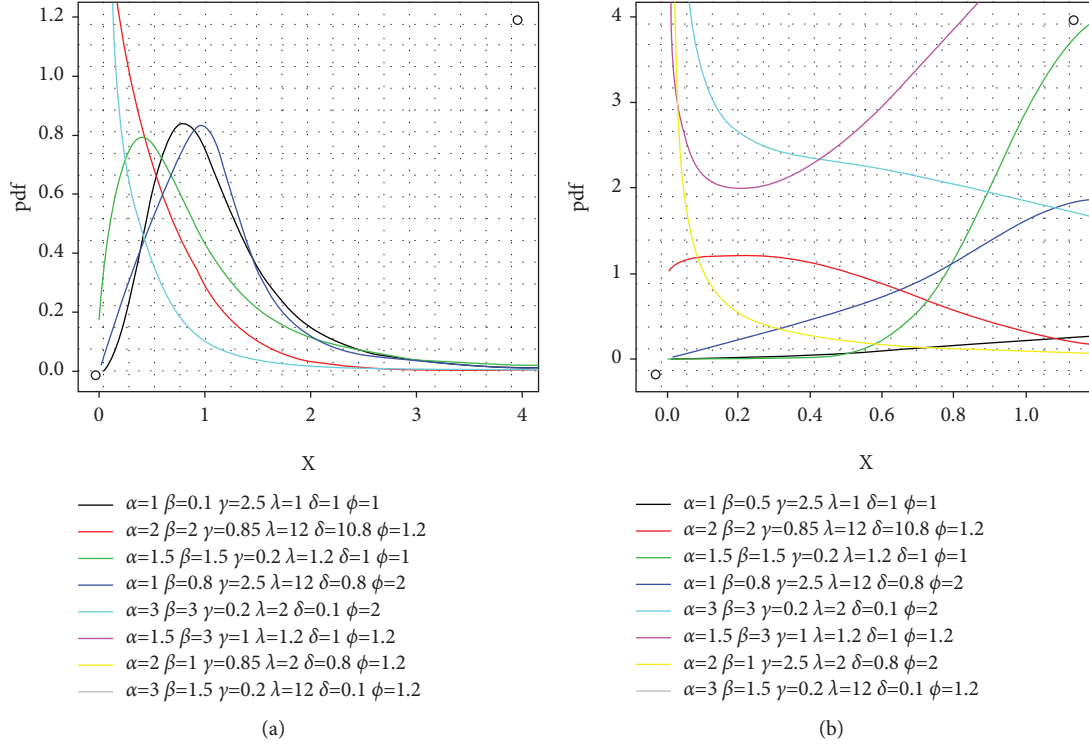 1.2
1.0
0.8
0.6
0.4
0.2
0.0
pdf
0 1 2 3 4
X
α=1 β=0.1 γ=2.5 λ=1 δ=1 ϕ=1
α=2 β=2 γ=0.85 λ=12 δ=10.8 ϕ=1.2
α=1.5 β=1.5 γ=0.2 λ=1.2 δ=1 ϕ=1
α=1 β=0.8 γ=2.5 λ=12 δ=0.8 ϕ=2
α=3 β=3 γ=0.2 λ=2 δ=0.1 ϕ=2
α=1.5 β=3 γ=1 λ=1.2 δ=1 ϕ=1.2
α=2 β=1 γ=0.85 λ=2 δ=0.8 ϕ=1.2
α=3 β=1.5 γ=0.2 λ=12 δ=0.1 ϕ=1.2
(a)
4
3
2
1
0
pdf
0.0 0.2 0.4 0.6 0.8 1.0
X
α=1 β=0.5 γ=2.5 λ=1 δ=1 ϕ=1
α=2 β=2 γ=0.85 λ=12 δ=10.8 ϕ=1.2
α=1.5 β=1.5 γ=0.2 λ=1.2 δ=1 ϕ=1
α=1 β=0.8 γ=2.5 λ=12 δ=0.8 ϕ=2
α=3 β=3 γ=0.2 λ=2 δ=0.1 ϕ=2
α=1.5 β=3 γ=1 λ=1.2 δ=1 ϕ=1.2
α=2 β=1 γ=2.5 λ=2 δ=0.8 ϕ=2
α=3 β=1.5 γ=0.2 λ=12 δ=0.1 ϕ=1.2
(b)